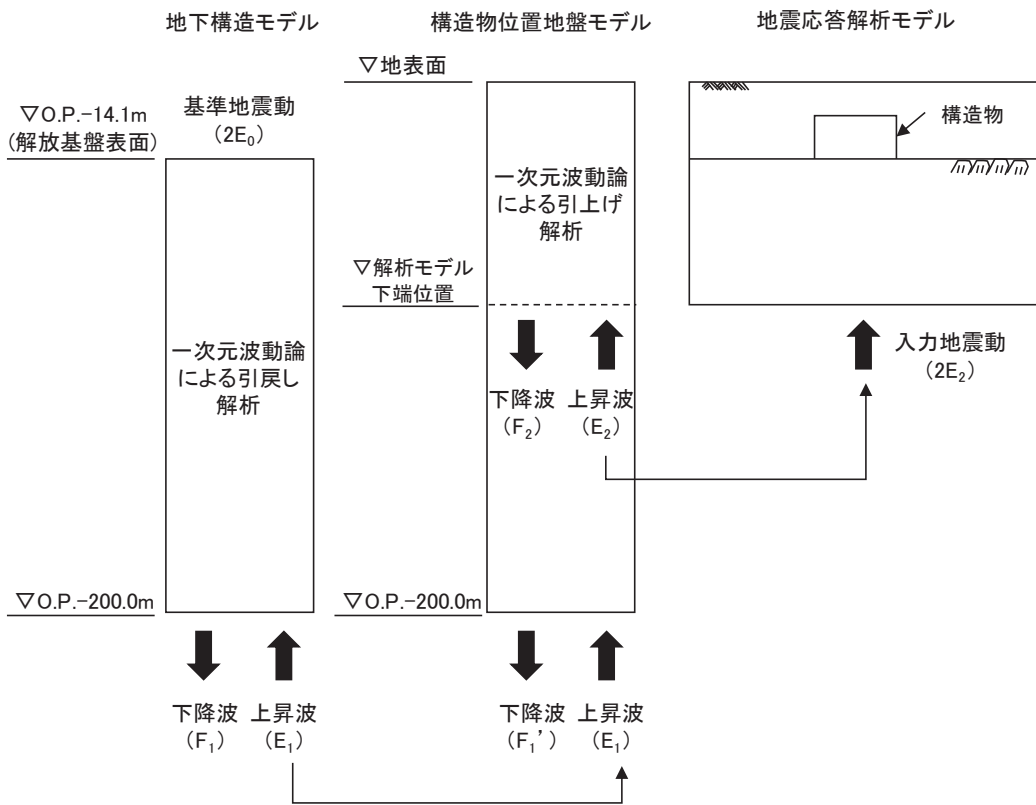 地下構造モデル
▽O.P.-14.1m
(解放基盤表面)
基準地震動
(2E₀)
一次元波動論
による引戻し
解析
▽O.P.-200.0m
下降波
(F₁)
上昇波
(E₁)
構造物位置地盤モデル
▽地表面
一次元波動論
による引上げ
解析
▽解析モデル
下端位置
下降波
(F₂)
上昇波
(E₂)
▽O.P.-200.0m
下降波
(F₁’)
上昇波
(E₁)
地震応答解析モデル
構造物
入力地震動
(2E₂)